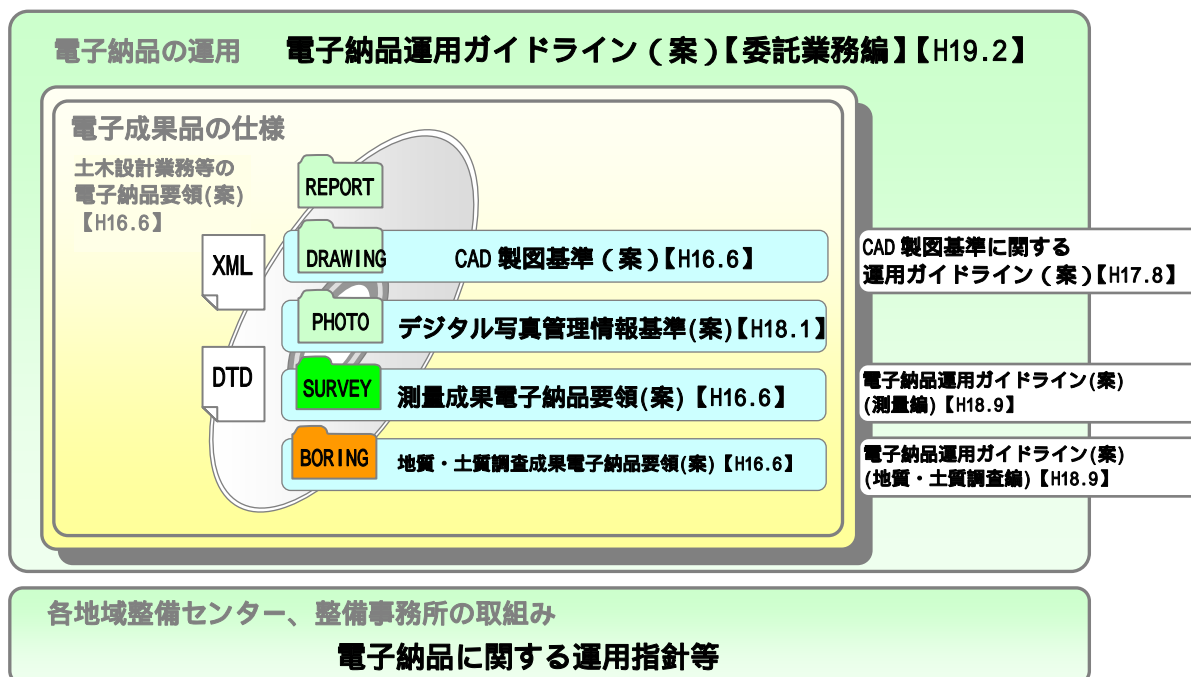 電子納品の運用 電子納品運用ガイドライン(案)【委託業務編】【H19.2】
電子成果品の仕様
土木設計業務等の
電子納品要領(案)
【H16.6】
REPORT
XML
DRAWING
CAD 製図基準(案)【H16.6】
CAD 製図基準に関する
運用ガイドライン(案)【H17.8】
PHOTO
デジタル写真管理情報基準(案)【H18.1】
DTD
SURVEY
測量成果電子納品要領(案)【H16.6】
電子納品運用ガイドライン(案)
(測量編)【H18.9】
BORING
地質・土質調査成果電子納品要領(案)【H16.6】
電子納品運用ガイドライン(案)
(地質・土質調査編)【H18.9】
各地域整備センター、整備事務所の取組み
電子納品に関する運用指針等